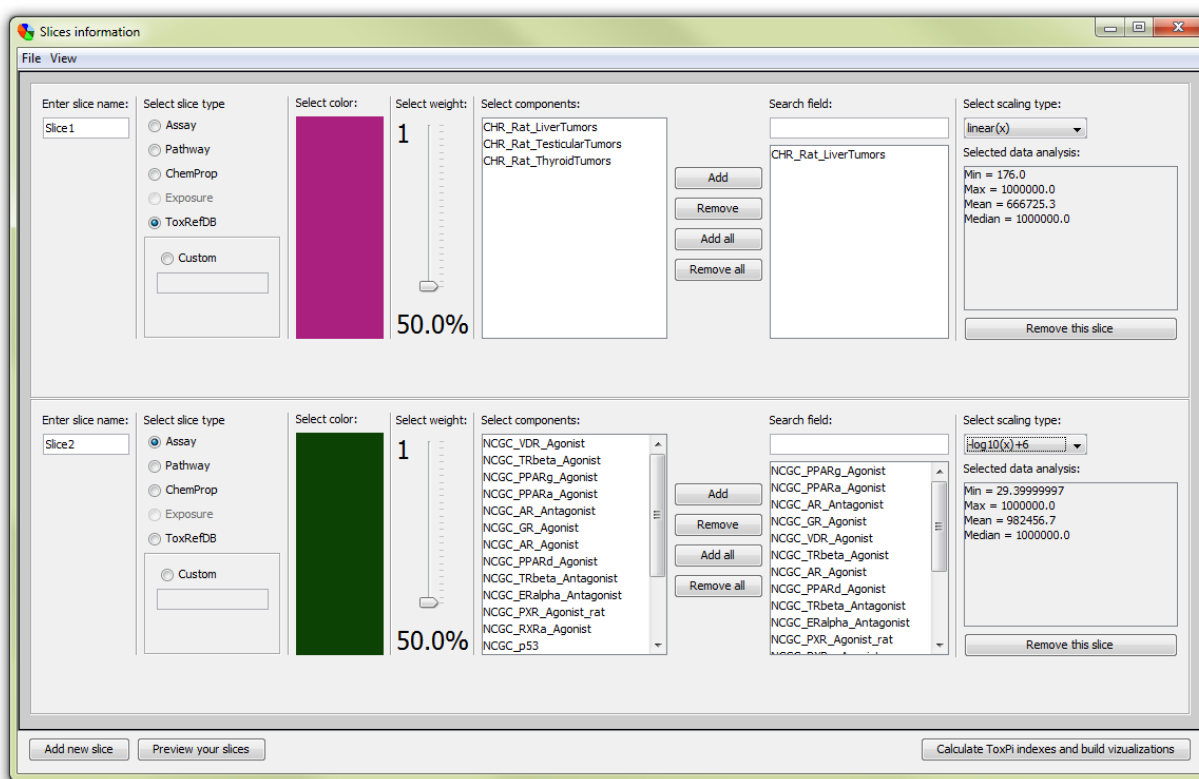 Slices information
File View
Enter slice name:
Slice1
Select slice type
Assay
Pathway
ChemProp
Exposure
ToxRefDB
Custom
Select color:
Select weight:
1
50.0%
Select components:
CHR_Rat_LiverTumors
CHR_Rat_TesticularTumors
CHR_Rat_ThyroidTumors
Add
Remove
Add all
Remove all
Search field:
CHR_Rat_LiverTumors
Select scaling type:
linear(x)
Selected data analysis:
Min = 176.0
Max = 1000000.0
Mean = 666725.3
Median = 1000000.0
Remove this slice
Enter slice name:
Slice2
Select slice type
Assay
Pathway
ChemProp
Exposure
ToxRefDB
Custom
Select color:
Select weight:
1
50.0%
Select components:
NCGC_VDR_Agonist
NCGC_TRbeta_Agonist
NCGC_PPARg_Agonist
NCGC_PPARa_Agonist
NCGC_AR_Antagonist
NCGC_GR_Agonist
NCGC_AR_Agonist
NCGC_PPARd_Agonist
NCGC_TRbeta_Antagonist
NCGC_ERalpha_Antagonist
NCGC_PXR_Agonist_rat
NCGC_RXRa_Agonist
NCGC_p53
Add
Remove
Add all
Remove all
Search field:
NCGC_PPARg_Agonist
NCGC_PPARa_Agonist
NCGC_AR_Antagonist
NCGC_GR_Agonist
NCGC_VDR_Agonist
NCGC_TRbeta_Agonist
NCGC_AR_Agonist
NCGC_PPARd_Agonist
NCGC_TRbeta_Antagonist
NCGC_ERalpha_Antagonist
NCGC_PXR_Agonist_rat
Select scaling type:
-log10(x)+6
Selected data analysis:
Min = 29.39999997
Max = 1000000.0
Mean = 982456.7
Median = 1000000.0
Remove this slice
Add new slice
Preview your slices
Calculate ToxPi indexes and build vizualizations